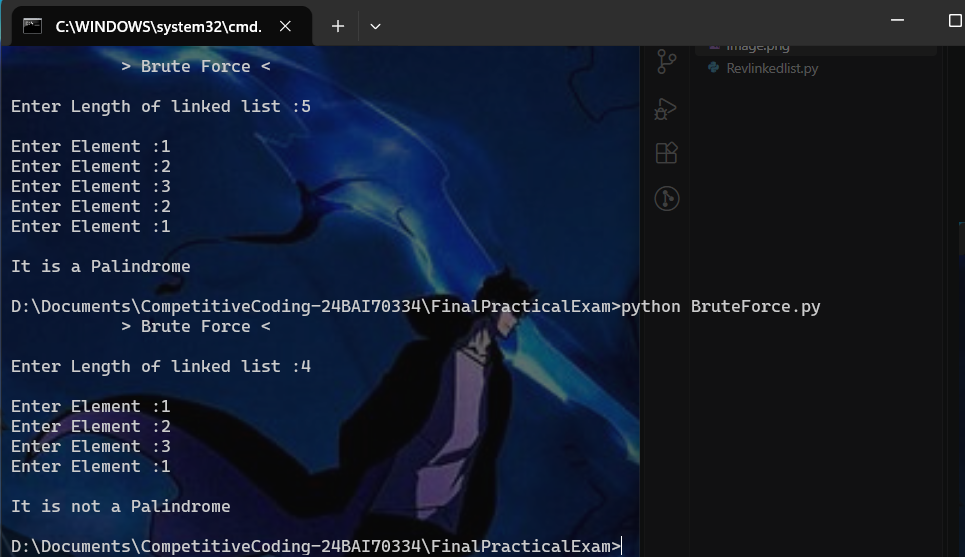 C:\WINDOWS\system32\cmd.
image.png
Revlinkedlist.py
> Brute Force <
Enter Length of linked list :5
Enter Element :1
Enter Element :2
Enter Element :3
Enter Element :2
Enter Element :1
It is a Palindrome
D:\Documents\CompetitiveCoding-24BAI70334\FinalPracticalExam>python BruteForce.py
> Brute Force <
Enter Length of linked list :4
Enter Element :1
Enter Element :2
Enter Element :3
Enter Element :1
It is not a Palindrome
D:\Documents\CompetitiveCoding-24BAI70334\FinalPracticalExam>